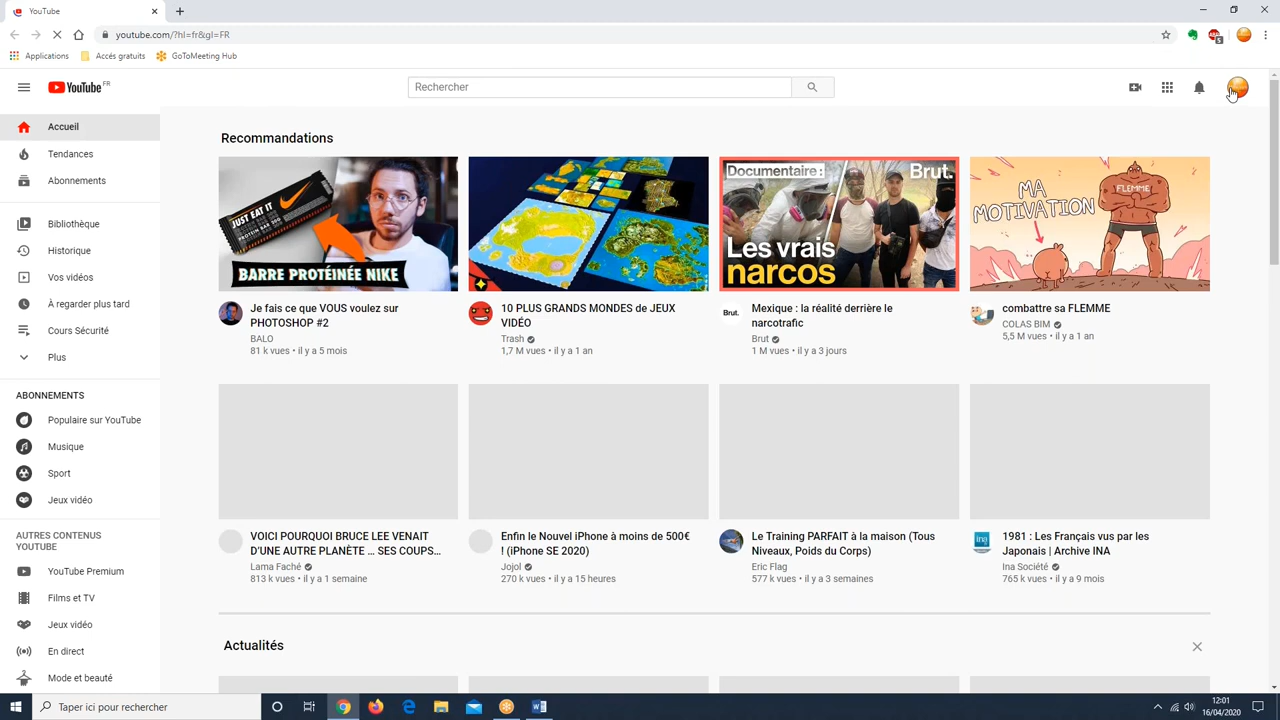 YouTube
youtube.com/?hl=fr&gl=FR
Applications
Accés gratuits
GoToMeeting Hub
YouTube FR
Rechercher
Accueil
Tendances
Abonnements
Bibliothèque
Historique
Vos vidéos
À regarder plus tard
Cours Sécurité
Plus
ABONNEMENTS
Populaire sur YouTube
Musique
Sport
Jeux vidéo
AUTRES CONTENUS
YOUTUBE
YouTube Premium
Films et TV
Jeux vidéo
En direct
Mode et beauté
Recommandations
JUST EAT IT
PROTEIN BAR
BARRE PROTÉINÉE NIKE
Je fais ce que VOUS voulez sur
PHOTOSHOP #2
BALO
81 k vues • il y a 5 mois
10 PLUS GRANDS MONDES de JEUX
VIDÉO
Trash
1,7 M vues • il y a 1 an
Documentaire :
Brut.
Les vrais
narcos
Brut.
Mexique : la réalité derrière le
narcotrafic
Brut
1 M vues • il y a 3 jours
MA
MOTIVATION
FLEMME
combattre sa FLEMME
COLAS BIM
5,5 M vues • il y a 1 an
VOICI POURQUOI BRUCE LEE VENAIT
D'UNE AUTRE PLANÈTE ... SES COUPS...
Lama Faché
813 k vues • il y a 1 semaine
Enfin le Nouvel iPhone à moins de 500€
! (iPhone SE 2020)
Jojol
270 k vues • il y a 15 heures
Le Training PARFAIT à la maison (Tous
Niveaux, Poids du Corps)
Eric Flag
577 k vues • il y a 3 semaines
ina
1981 : Les Français vus par les
Japonais | Archive INA
Ina Société
765 k vues • il y a 9 mois
Actualités
Taper ici pour rechercher
12:01
16/04/2020